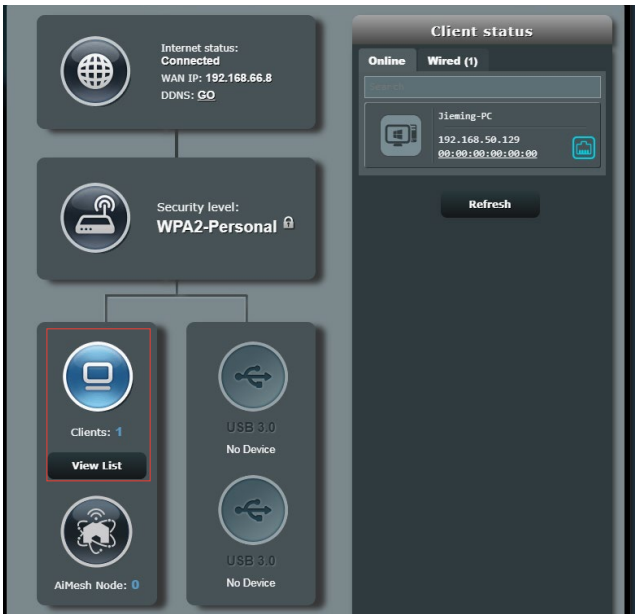 Internet status:
Connected
WAN IP: 192.168.66.8
DDNS: GO
Security level:
WPA2-Personal
Clients: 1
View List
AiMesh Node: 0
USB 3.0
No Device
USB 3.0
No Device
Client status
Online
Wired (1)
Search
Jieming-PC
192.168.50.129
00:00:00:00:00:00
Refresh